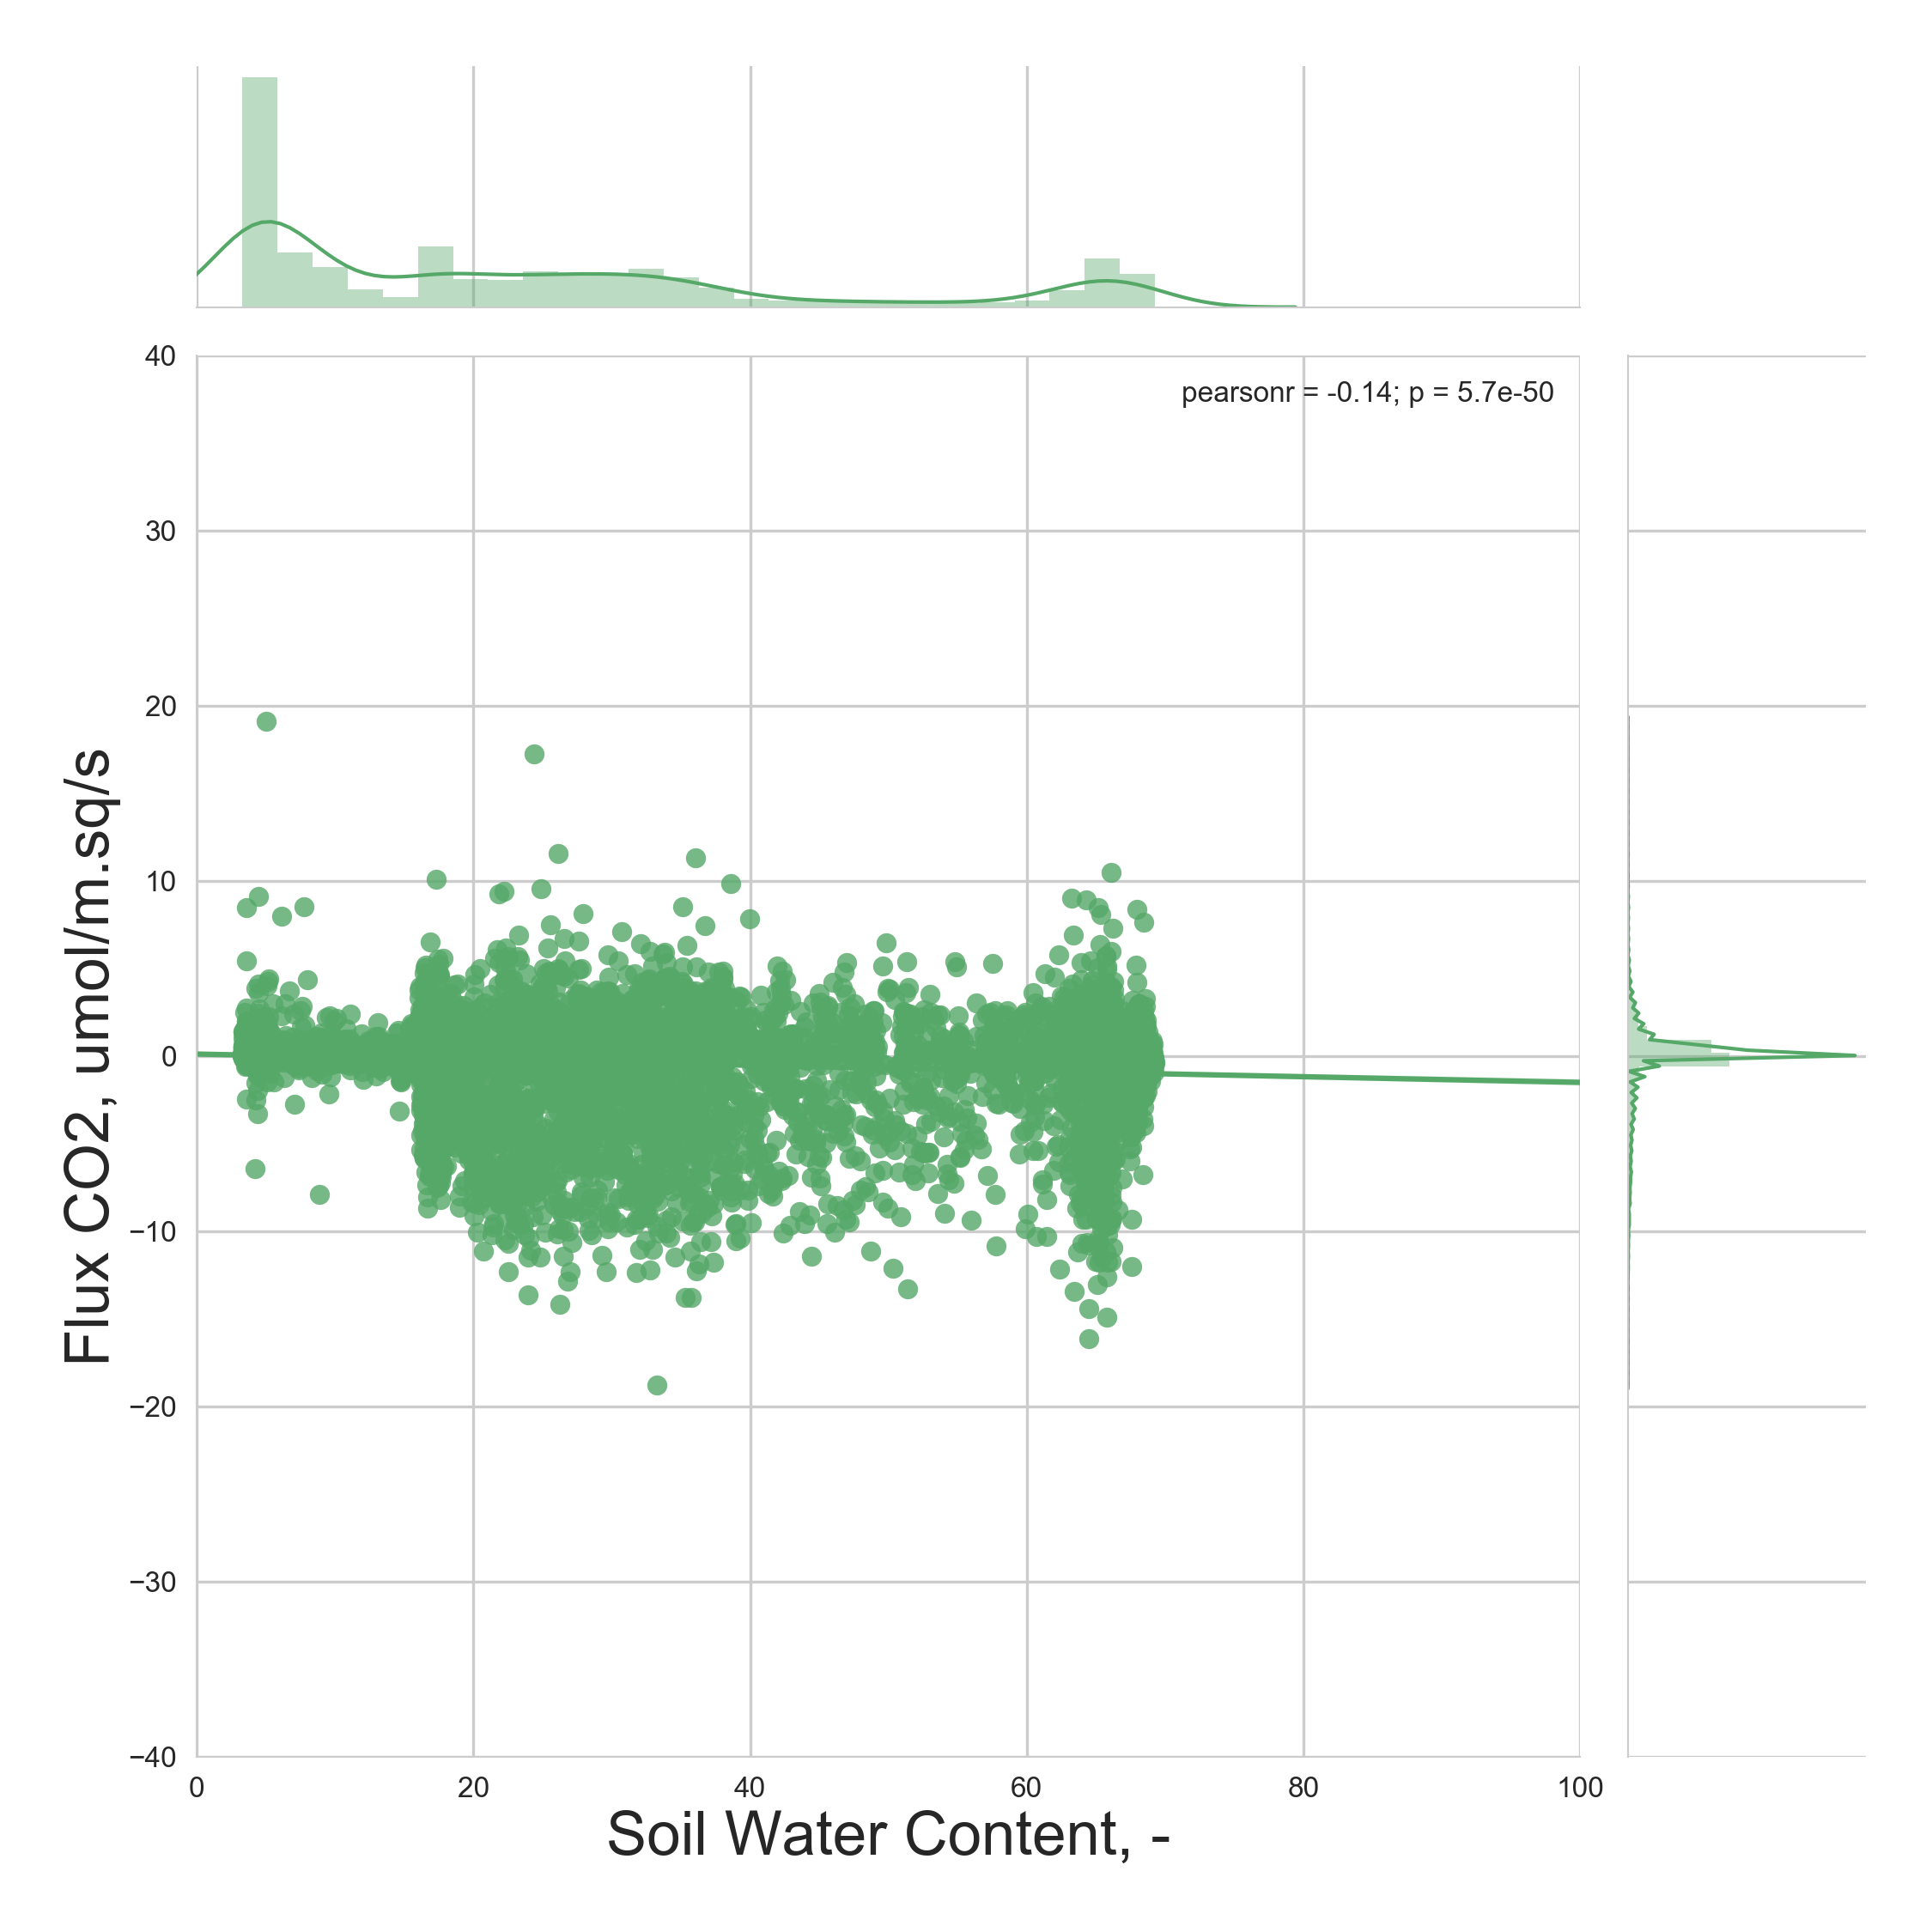 pearsonr = -0.14; p = 5.7e-50
40
30
20
10
0
−10
−20
−30
−40
Flux CO2, umol/m.sq/s
0 20 40 60 80 100
Soil Water Content, -